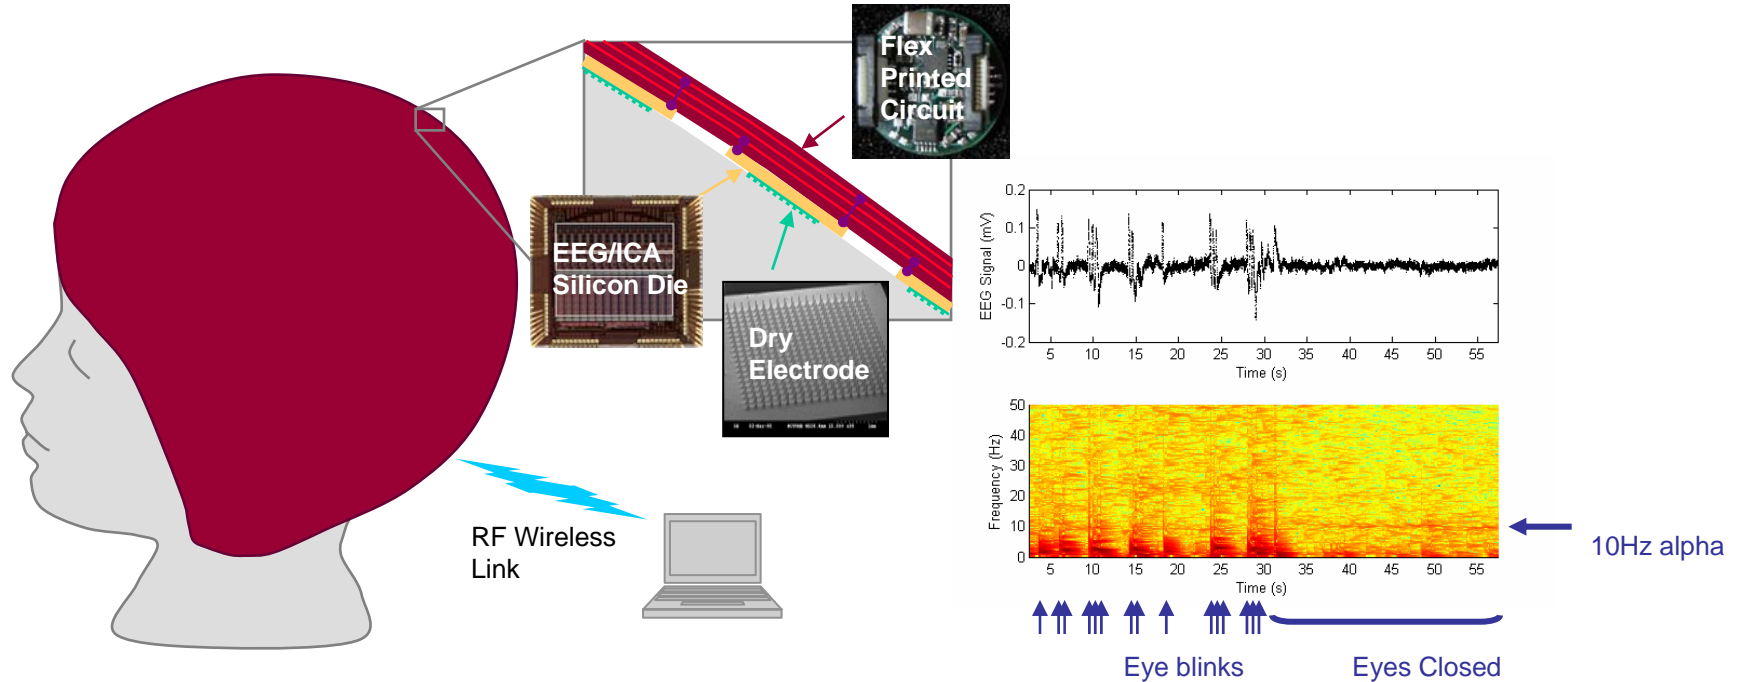 Flex
Printed
Circuit
EEG/ICA
Silicon Die
Dry
Electrode
RF Wireless
Link
0.2
0.1
0
-0.1
-0.2
EEG Signal (mV)
5 10 15 20 25 30 35 40 45 50 55
Time (s)
50
40
30
20
10
0
Frequency (Hz)
5 10 15 20 25 30 35 40 45 50 55
Time (s)
10Hz alpha
Eye blinks
Eyes Closed